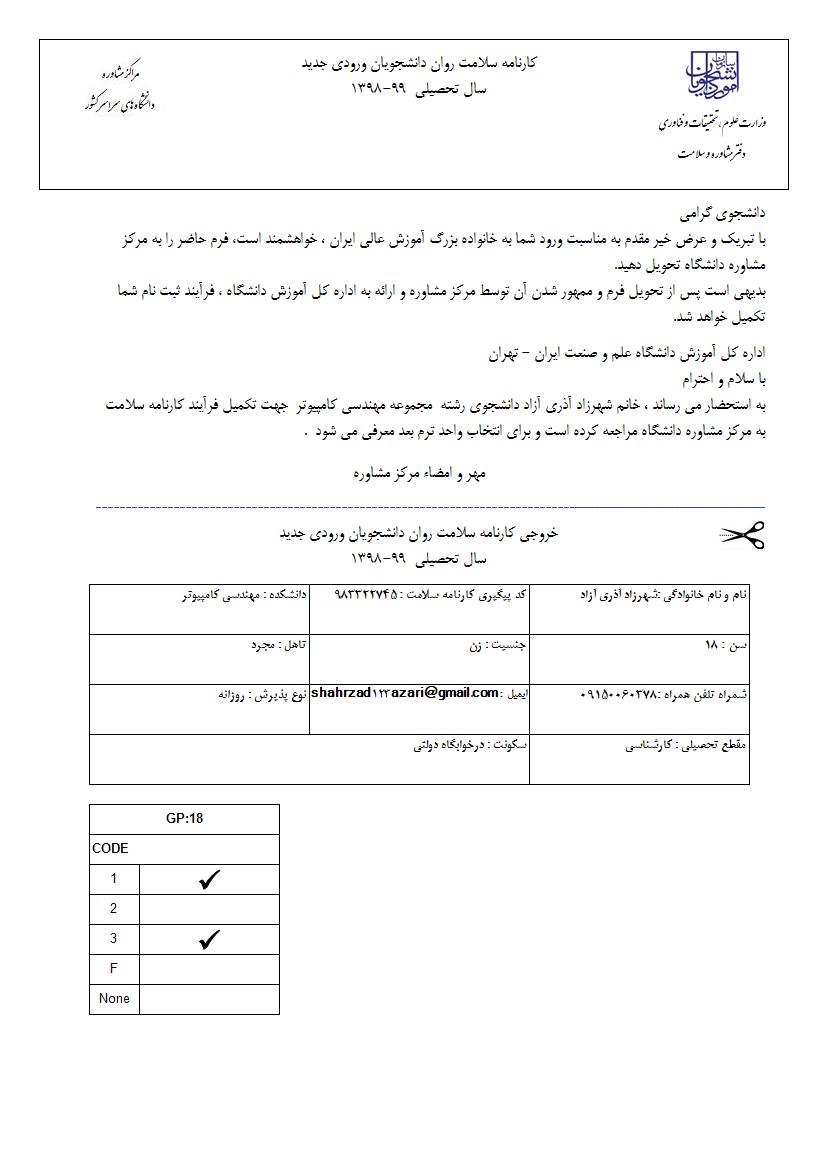 کارنامه سلامت روان دانشجویان ورودی جدید
سال تحصیلی ۹۹-۱۳۹۸
سازمان امور دانشجویان
وزارت علوم، تحقیقات و فناوری
دفتر مشاوره و سلامت
مراکز مشاوره
دانشگاه‌های سراسر کشور
دانشجوی گرامی
با تبریک و عرض خیر مقدم به مناسبت ورود شما به خانواده بزرگ آموزش عالی ایران ، خواهشمند است، فرم حاضر را به مرکز
مشاوره دانشگاه تحویل دهید.
بدیهی است پس از تحویل فرم و ممهور شدن آن توسط مرکز مشاوره و ارائه به اداره کل آموزش دانشگاه ، فرآیند ثبت نام شما
تکمیل خواهد شد.
اداره کل آموزش دانشگاه علم و صنعت ایران - تهران
با سلام و احترام
به استحضار می رساند ، خانم شهرزاد آذری آزاد دانشجوی رشته مجموعه مهندسی کامپیوتر جهت تکمیل فرآیند کارنامه سلامت
به مرکز مشاوره دانشگاه مراجعه کرده است و برای انتخاب واحد ترم بعد معرفی می شود .
مهر و امضاء مرکز مشاوره
خروجی کارنامه سلامت روان دانشجویان ورودی جدید
سال تحصیلی ۹۹-۱۳۹۸
نام و نام خانوادگی :شهرزاد آذری آزاد
کد پیگیری کارنامه سلامت : ۹۸۳۳۲۲۷۴۵
دانشکده : مهندسی کامپیوتر
سن : ۱۸
جنسیت : زن
تاهل : مجرد
شمراه تلفن همراه :۰۹۱۵۰۰۶۰۳۷۸
ایمیل :shahrzad۱۲۳azari@gmail.com
نوع پذیرش : روزانه
مقطع تحصیلی : کارشناسی
سکونت : درخوابگاه دولتی
GP:18
CODE
1 ✓
2
3 ✓
F
None